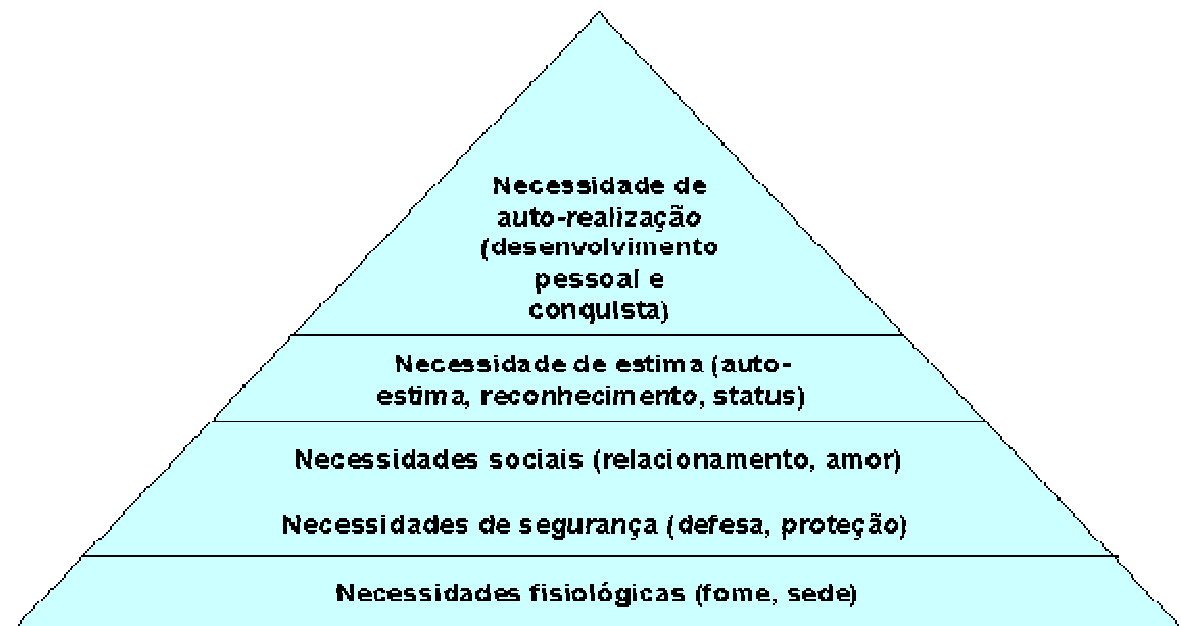 Necessidade de
auto-realização
(desenvolvimento
pessoal e
conquista)
Necessidade de estima (auto-
estima, reconhecimento, status)
Necessidades sociais (relacionamento, amor)
Necessidades de segurança (defesa, proteção)
Necessidades fisiológicas (fome, sede)